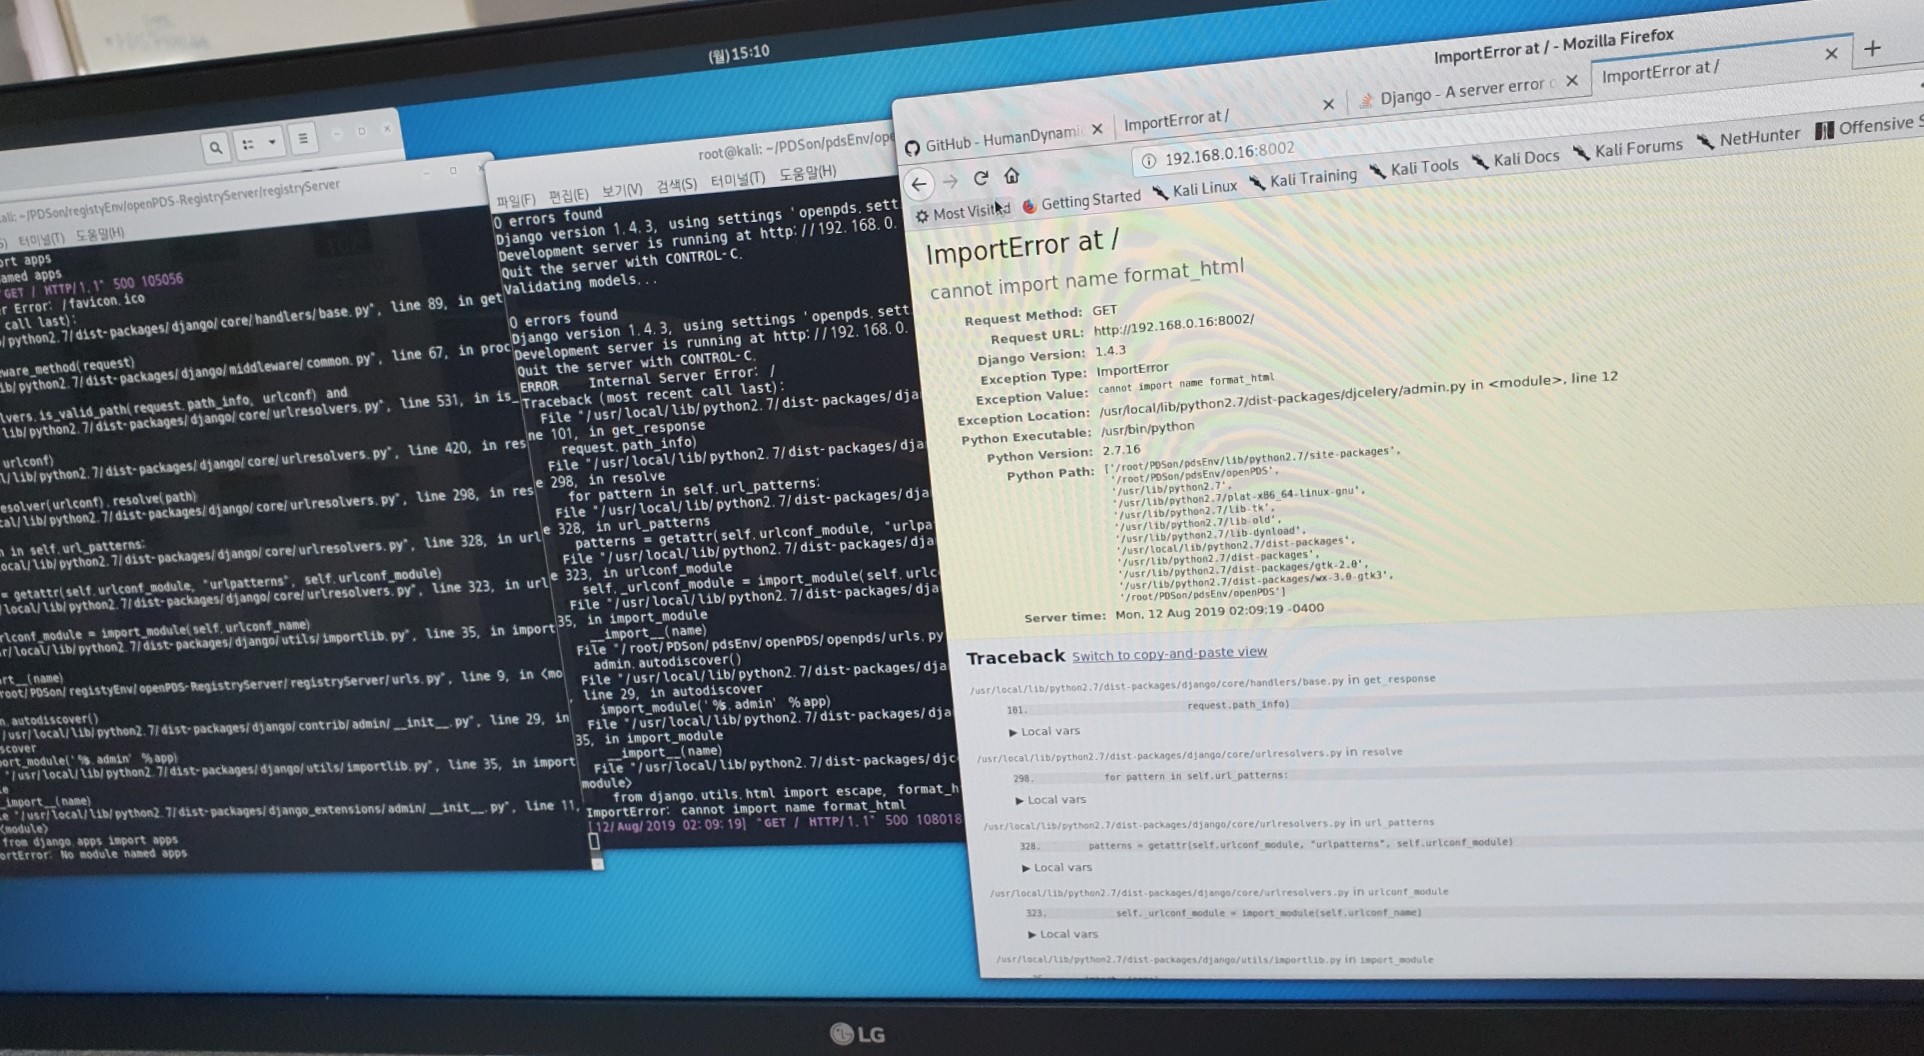 (월)15:10
ali: ~/PDSon/registyEnv/openPDS-RegistryServer/registryServer
터미널(T) 도움말(H)
ort apps
amed apps
"GET / HTTP/1.1" 500 105056
r Error: /favicon.ico
call last):
/python2.7/dist-packages/django/core/handlers/base.py", line 89, in get
ware_method(request)
ib/python2.7/dist-packages/django/middleware/common.py", line 67, in proc
lvers.is_valid_path(request.path_info, urlconf) and
lib/python2.7/dist-packages/django/core/urlresolvers.py", line 531, in is_
urlconf)
l/lib/python2.7/dist-packages/django/core/urlresolvers.py", line 420, in res
esolver(urlconf).resolve(path)
cal/lib/python2.7/dist-packages/django/core/urlresolvers.py", line 298, in res
n in self.url_patterns:
ocal/lib/python2.7/dist-packages/django/core/urlresolvers.py", line 328, in url
= getattr(self.urlconf_module, "urlpatterns", self.urlconf_module)
/local/lib/python2.7/dist-packages/django/core/urlresolvers.py", line 323, in url
rlconf_module = import_module(self.urlconf_name)
r/local/lib/python2.7/dist-packages/django/utils/importlib.py", line 35, in import
rt__(name)
root/PDSon/registyEnv/openPDS-RegistryServer/registryServer/urls.py", line 9, in <mo
n.autodiscover()
/usr/local/lib/python2.7/dist-packages/django/contrib/admin/__init__.py", line 29, in
scover
ort_module('%s.admin' % app)
"/usr/local/lib/python2.7/dist-packages/django/utils/importlib.py", line 35, in import
e
_import__(name)
e "/usr/local/lib/python2.7/dist-packages/django_extensions/admin/__init__.py", line 11,
<module>
from django.apps import apps
ortError: No module named apps
root@kali: ~/PDSon/pdsEnv/ope
파일(F) 편집(E) 보기(V) 검색(S) 터미널(T) 도움말(H)
0 errors found
Django version 1.4.3, using settings 'openpds.sett
Development server is running at http://192.168.0.
Quit the server with CONTROL-C.
Validating models...
0 errors found
Django version 1.4.3, using settings 'openpds.sett
Development server is running at http://192.168.0.
Quit the server with CONTROL-C.
ERROR Internal Server Error: /
Traceback (most recent call last):
File "/usr/local/lib/python2.7/dist-packages/dja
ne 101, in get_response
request.path_info)
File "/usr/local/lib/python2.7/dist-packages/dja
e 298, in resolve
for pattern in self.url_patterns:
File "/usr/local/lib/python2.7/dist-packages/dja
e 328, in url_patterns
patterns = getattr(self.urlconf_module, "urlpa
File "/usr/local/lib/python2.7/dist-packages/dja
e 323, in urlconf_module
self._urlconf_module = import_module(self.urlc
File "/usr/local/lib/python2.7/dist-packages/dja
35, in import_module
__import__(name)
File "/root/PDSon/pdsEnv/openPDS/openpds/urls.py
admin.autodiscover()
File "/usr/local/lib/python2.7/dist-packages/dja
, line 29, in autodiscover
import_module('%s.admin' % app)
File "/usr/local/lib/python2.7/dist-packages/dja
35, in import_module
__import__(name)
File "/usr/local/lib/python2.7/dist-packages/djc
module>
from django.utils.html import escape, format_h
ImportError: cannot import name format_html
[12/Aug/2019 02:09:19] "GET / HTTP/1.1" 500 108018
ImportError at / - Mozilla Firefox
GitHub - HumanDynami
ImportError at /
Django - A server error
ImportError at /
192.168.0.16:8002
Most Visited Getting Started Kali Linux Kali Training Kali Tools Kali Docs Kali Forums NetHunter Offensive S
ImportError at /
cannot import name format_html
Request Method: GET
Request URL: http://192.168.0.16:8002/
Django Version: 1.4.3
Exception Type: ImportError
Exception Value: cannot import name format_html
Exception Location: /usr/local/lib/python2.7/dist-packages/djcelery/admin.py in <module>, line 12
Python Executable: /usr/bin/python
Python Version: 2.7.16
Python Path: ['/root/PDSon/pdsEnv/lib/python2.7/site-packages',
'/root/PDSon/pdsEnv/openPDS',
'/usr/lib/python2.7',
'/usr/lib/python2.7/plat-x86_64-linux-gnu',
'/usr/lib/python2.7/lib-tk',
'/usr/lib/python2.7/lib-old',
'/usr/lib/python2.7/lib-dynload',
'/usr/local/lib/python2.7/dist-packages',
'/usr/lib/python2.7/dist-packages',
'/usr/lib/python2.7/dist-packages/gtk-2.0',
'/usr/lib/python2.7/dist-packages/wx-3.0-gtk3',
'/root/PDSon/pdsEnv/openPDS']
Server time: Mon, 12 Aug 2019 02:09:19 -0400
Traceback Switch to copy-and-paste view
/usr/local/lib/python2.7/dist-packages/django/core/handlers/base.py in get_response
101. request.path_info)
▶ Local vars
/usr/local/lib/python2.7/dist-packages/django/core/urlresolvers.py in resolve
298. for pattern in self.url_patterns:
▶ Local vars
/usr/local/lib/python2.7/dist-packages/django/core/urlresolvers.py in url_patterns
328. patterns = getattr(self.urlconf_module, "urlpatterns", self.urlconf_module)
▶ Local vars
/usr/local/lib/python2.7/dist-packages/django/core/urlresolvers.py in urlconf_module
323. self._urlconf_module = import_module(self.urlconf_name)
▶ Local vars
/usr/local/lib/python2.7/dist-packages/django/utils/importlib.py in import_module
LG